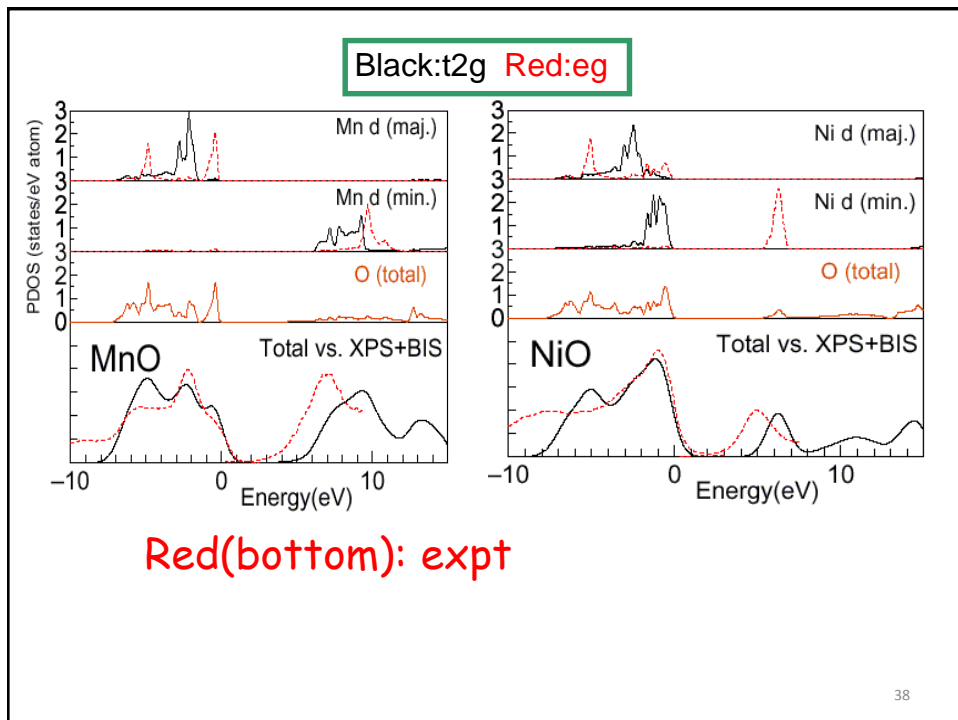 Black:t2g Red:eg
PDOS (states/eV atom)
3
2
1
3
2
1
3
2
1
0
Mn d (maj.)
Mn d (min.)
O (total)
MnO
Total vs. XPS+BIS
−10
0
10
Energy(eV)
3
2
1
3
2
1
3
2
1
0
Ni d (maj.)
Ni d (min.)
O (total)
NiO
Total vs. XPS+BIS
−10
0
10
Energy(eV)
Red(bottom): expt
38